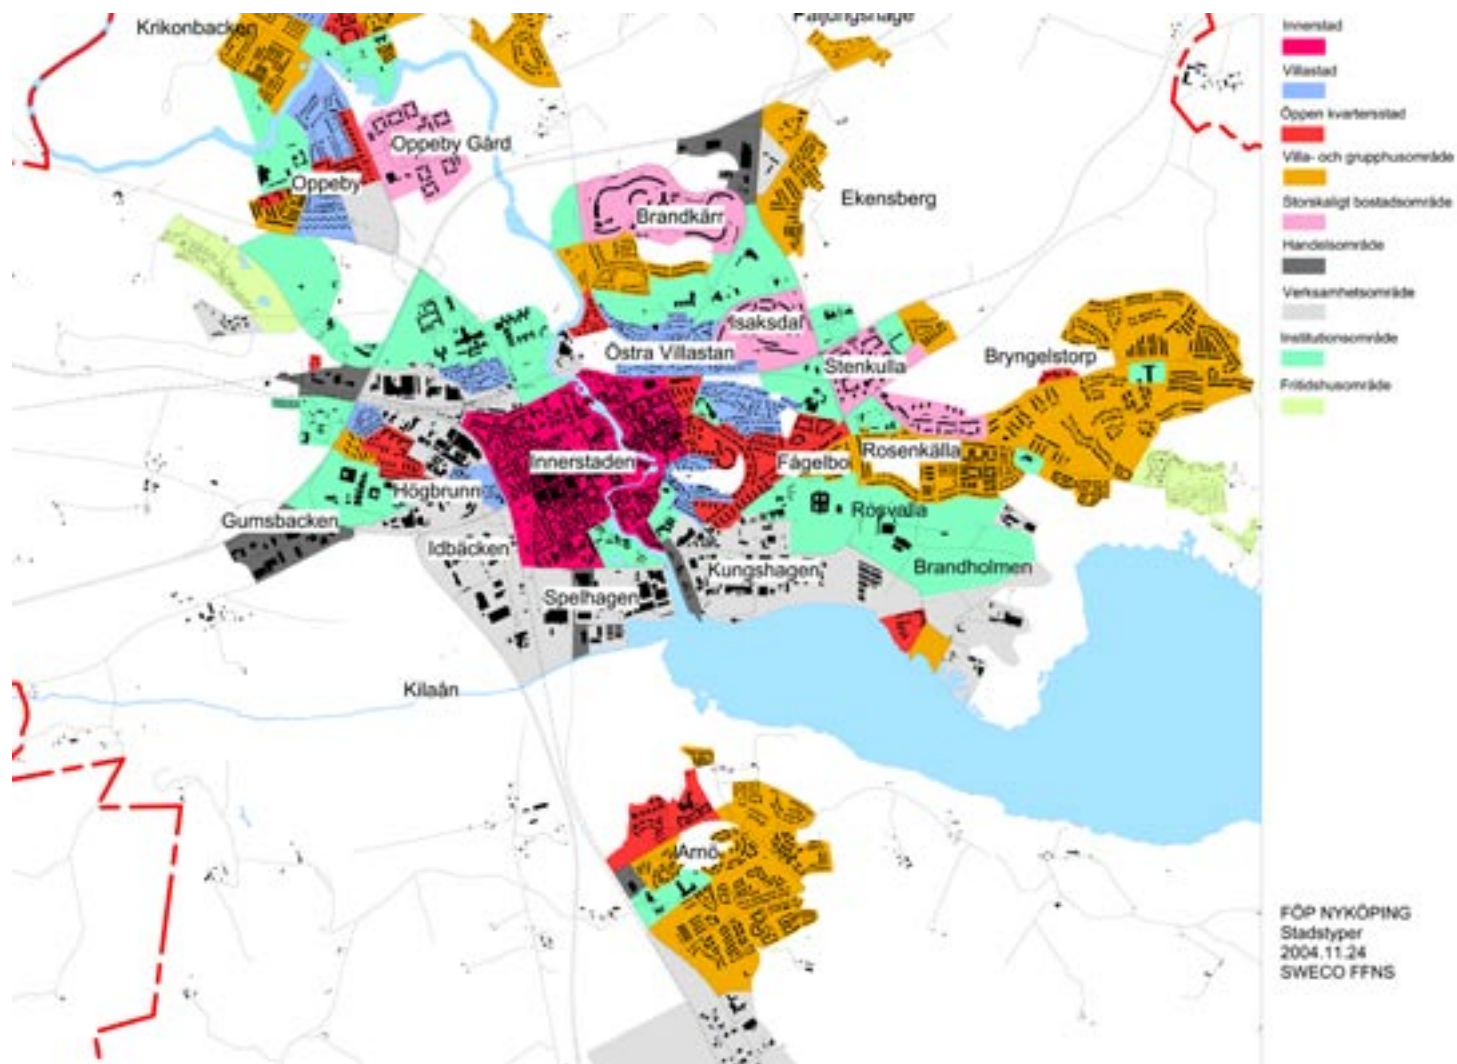 Krikonbacken
Innerstad
Villastad
Öppen kvartersstad
Villa- och grupphusområde
Storskaligt bostadsområde
Handelsområde
Verksamhetsområde
Institutionsområde
Fritidshusområde
Oppeby Gård
Oppeby
Ekensberg
Brandkärr
Isaksdal
Östra Villastan
Stenkulla
Bryngelstorp
Innerstaden
Fågelbo
Rosenkälla
Högbrunn
Gumsbacken
Rosvalla
Idbäcken
Kungshagen
Brandholmen
Spelhagen
Kilaån
Arnö
FÖP NYKÖPING
Stadstyper
2004.11.24
SWECO FFNS